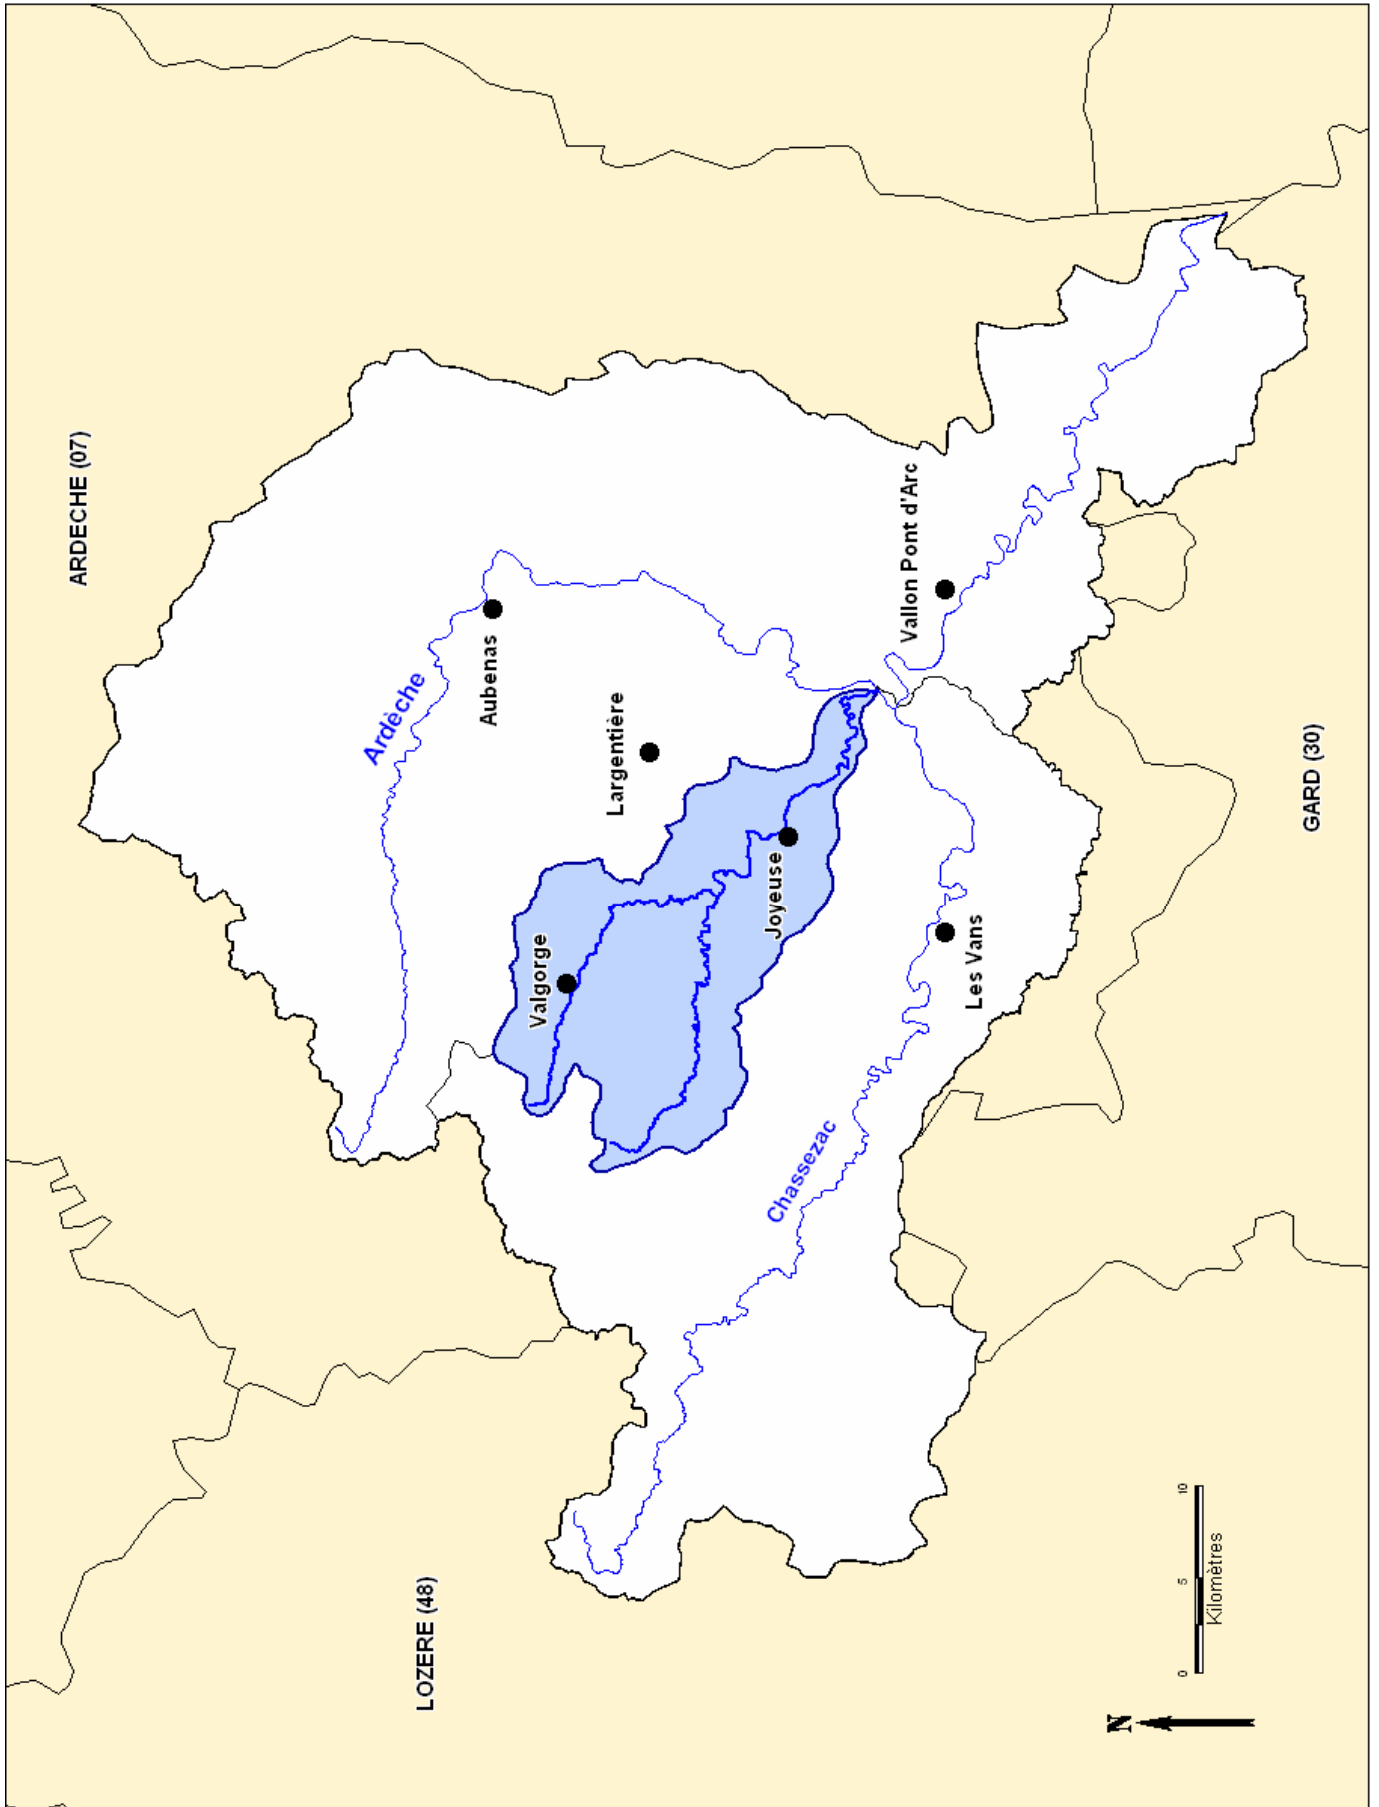 ARDECHE (07)
Ardèche
Aubenas
Largentière
Valgorge
Joyeuse
Vallon Pont d'Arc
Les Vans
Chassezac
LOZERE (48)
GARD (30)
N
0 5 10
Kilomètres